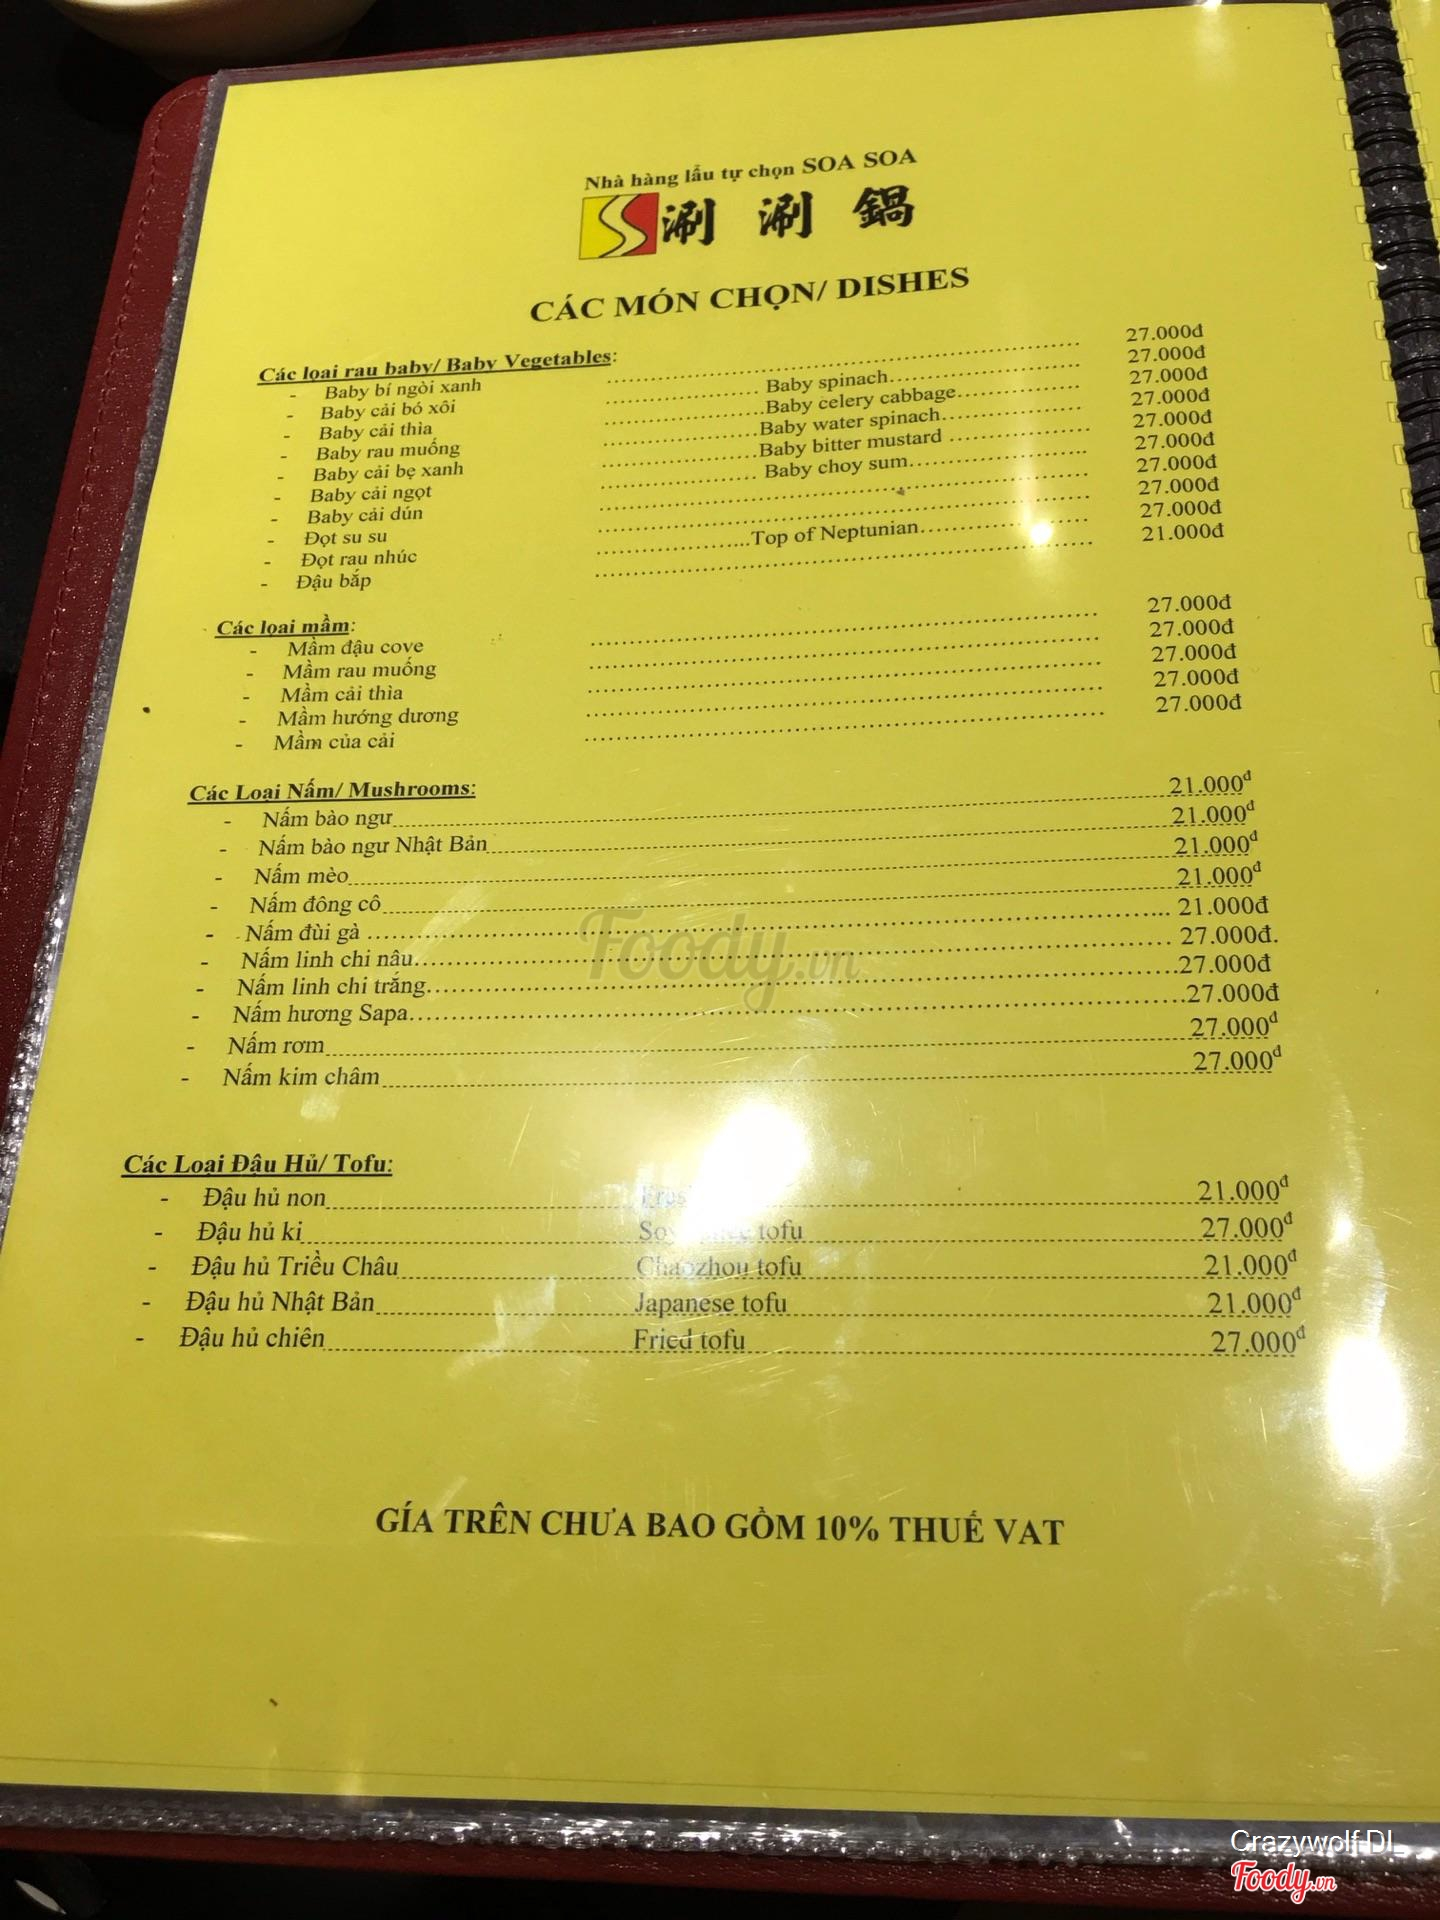 Nhà hàng lẩu tự chọn SOA SOA
涮 涮 鍋
CÁC MÓN CHỌN/ DISHES
Các lọai rau baby/ Baby Vegetables:
- Baby bí ngòi xanh ........ 27.000đ
- Baby cải bó xôi ........ Baby spinach ........ 27.000đ
- Baby cải thìa ........ Baby celery cabbage ........ 27.000đ
- Baby rau muống ........ Baby water spinach ........ 27.000đ
- Baby cải bẹ xanh ........ Baby bitter mustard ........ 27.000đ
- Baby cải ngọt ........ Baby choy sum ........ 27.000đ
- Baby cải dún ........ 27.000đ
- Đọt su su ........ 27.000đ
- Đọt rau nhúc ........ Top of Neptunian ........ 27.000đ
- Đậu bắp ........ 21.000đ
Các lọai mầm:
- Mầm đậu cove ........ 27.000đ
- Mầm rau muống ........ 27.000đ
- Mầm cải thìa ........ 27.000đ
- Mầm hướng dương ........ 27.000đ
- Mầm của cải ........ 27.000đ
Các Loại Nấm/ Mushrooms:
- Nấm bào ngư ........ 21.000đ
- Nấm bào ngư Nhật Bản ........ 21.000đ
- Nấm mèo ........ 21.000đ
- Nấm đông cô ........ 21.000đ
- Nấm đùi gà ........ 21.000đ
- Nấm linh chi nâu ........ 27.000đ.
- Nấm linh chi trắng ........ 27.000đ
- Nấm hương Sapa ........ 27.000đ
- Nấm rơm ........ 27.000đ
- Nấm kim châm ........ 27.000đ
Các Loại Đậu Hủ/ Tofu:
- Đậu hủ non ........ 21.000đ
- Đậu hủ ki ........ tofu ........ 27.000đ
- Đậu hủ Triều Châu ........ Chaozhou tofu ........ 21.000đ
- Đậu hủ Nhật Bản ........ Japanese tofu ........ 21.000đ
- Đậu hủ chiên ........ Fried tofu ........ 27.000đ
GÍA TRÊN CHƯA BAO GỒM 10% THUẾ VAT
Foody.vn
Crazywolf DL
Foody.vn